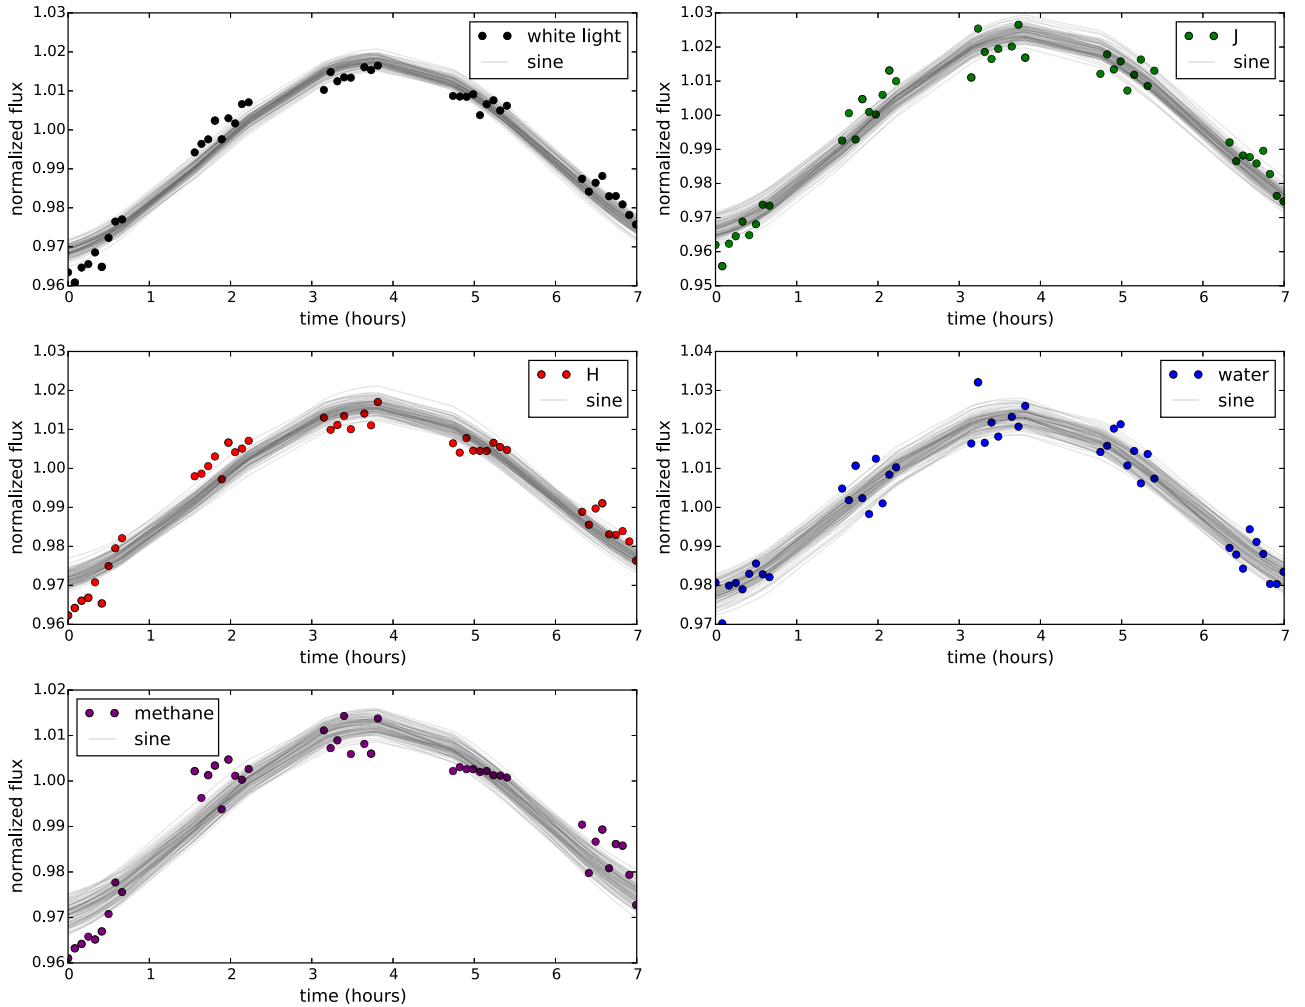 1.03
1.02
1.01
1.00
0.99
0.98
0.97
0.96
normalized flux
0 1 2 3 4 5 6 7
time (hours)
white light
sine
1.03
1.02
1.01
1.00
0.99
0.98
0.97
0.96
0.95
normalized flux
0 1 2 3 4 5 6 7
time (hours)
J
sine
1.03
1.02
1.01
1.00
0.99
0.98
0.97
0.96
normalized flux
0 1 2 3 4 5 6 7
time (hours)
H
sine
1.04
1.03
1.02
1.01
1.00
0.99
0.98
0.97
normalized flux
0 1 2 3 4 5 6 7
time (hours)
water
sine
1.02
1.01
1.00
0.99
0.98
0.97
0.96
normalized flux
0 1 2 3 4 5 6 7
time (hours)
methane
sine